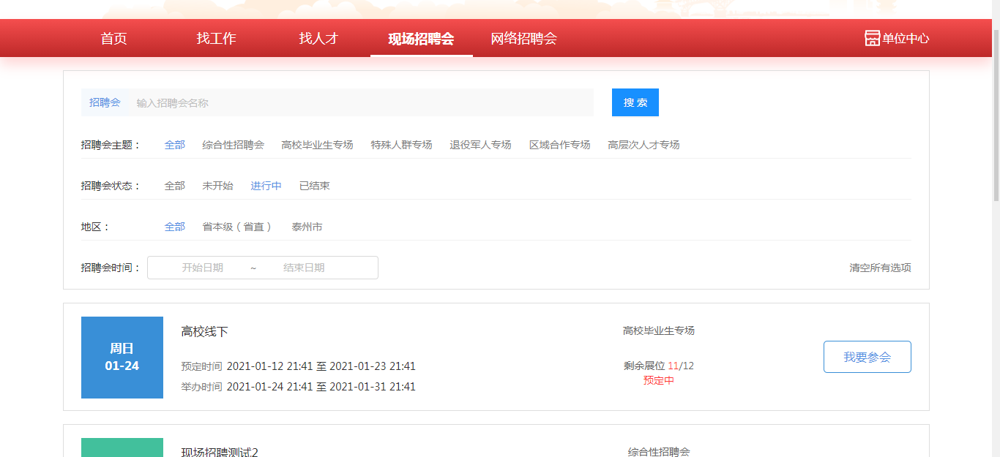 首页 找工作 找人才 现场招聘会 网络招聘会 单位中心
招聘会 输入招聘会名称 搜 索
招聘会主题： 全部 综合性招聘会 高校毕业生专场 特殊人群专场 退役军人专场 区域合作专场 高层次人才专场
招聘会状态： 全部 未开始 进行中 已结束
地区： 全部 省本级（省直） 泰州市
招聘会时间： 开始日期 ~ 结束日期 清空所有选项
周日
01-24
高校线下
预定时间 2021-01-12 21:41 至 2021-01-23 21:41
举办时间 2021-01-24 21:41 至 2021-01-31 21:41
高校毕业生专场
剩余展位 11/12
预定中
我要参会
现场招聘测试2
综合性招聘会